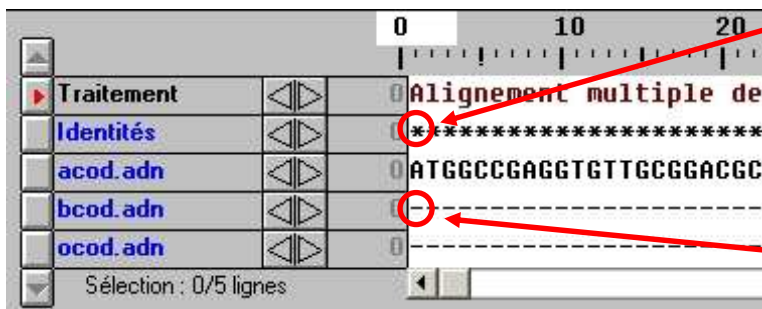 0 10 20
Traitement 0 Alignement multiple de
Identités 0 **********************
acod.adn 0 ATGGCCGAGGTGTTGCGGACGC
bcod.adn 0 ----------------------
ocod.adn 0 ----------------------
Sélection : 0/5 lignes